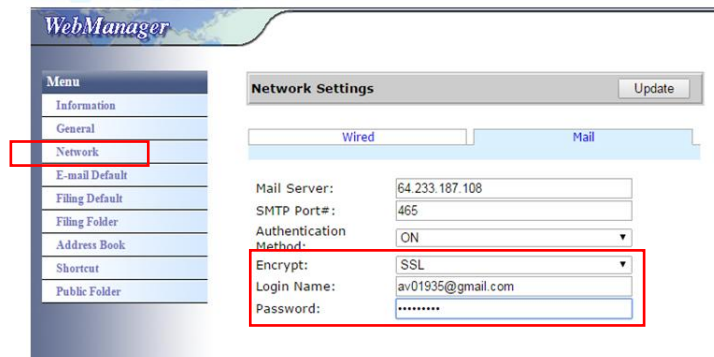 WebManager
Menu
Information
General
Network
E-mail Default
Filing Default
Filing Folder
Address Book
Shortcut
Public Folder
Network Settings Update
Wired Mail
Mail Server: 64.233.187.108
SMTP Port#: 465
Authentication
Method: ON
Encrypt: SSL
Login Name: av01935@gmail.com
Password: •••••••••